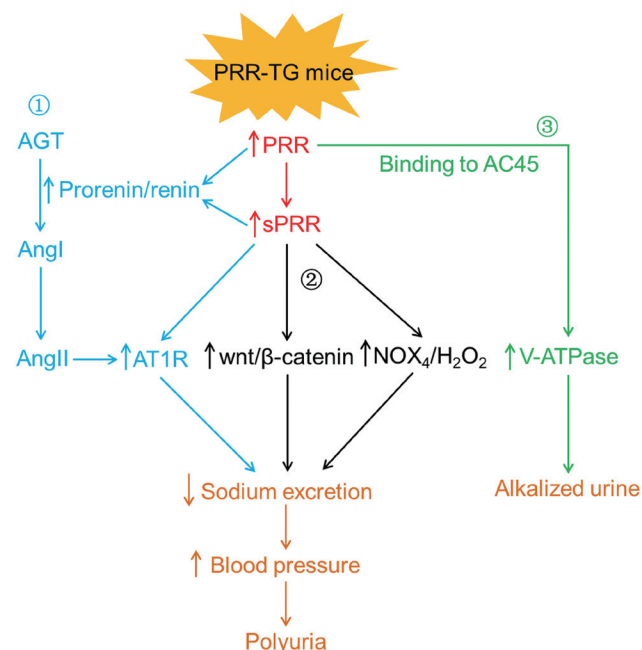 PRR-TG mice
①
AGT
↑Prorenin/renin
AngI
AngII
↑AT1R
↑PRR
↑sPRR
②
↑wnt/β-catenin
↑NOX₄/H₂O₂
③
Binding to AC45
↑V-ATPase
Alkalized urine
↓ Sodium excretion
↑ Blood pressure
Polvuria